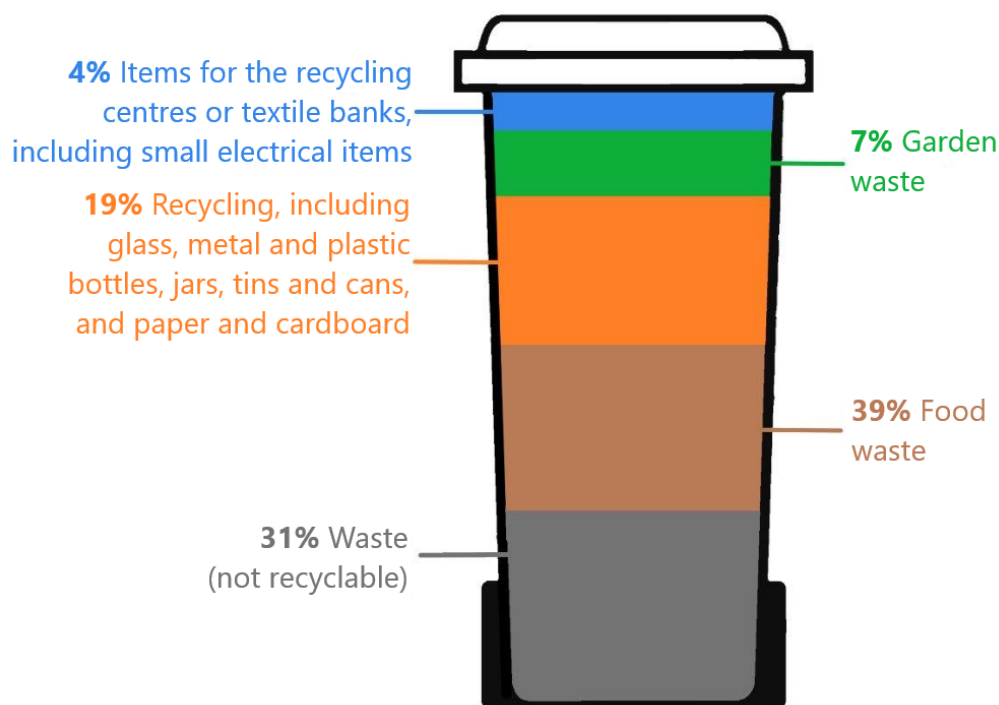 4% Items for the recycling
centres or textile banks,
including small electrical items
7% Garden
waste
19% Recycling, including
glass, metal and plastic
bottles, jars, tins and cans,
and paper and cardboard
39% Food
waste
31% Waste
(not recyclable)